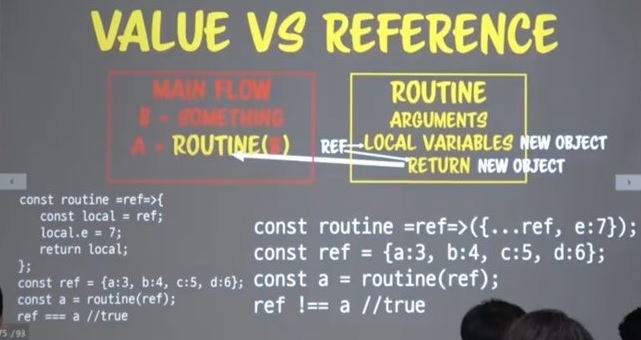 VALUE VS REFERENCE
MAIN FLOW
B = SOMETHING
A = ROUTINE(B)
ROUTINE
ARGUMENTS
REF LOCAL VARIABLES NEW OBJECT
RETURN NEW OBJECT
const routine =ref=>{
const local = ref;
local.e = 7;
return local;
};
const ref = {a:3, b:4, c:5, d:6};
const a = routine(ref);
ref === a //true
const routine =ref=>({...ref, e:7});
const ref = {a:3, b:4, c:5, d:6};
const a = routine(ref);
ref !== a //true
75 /93